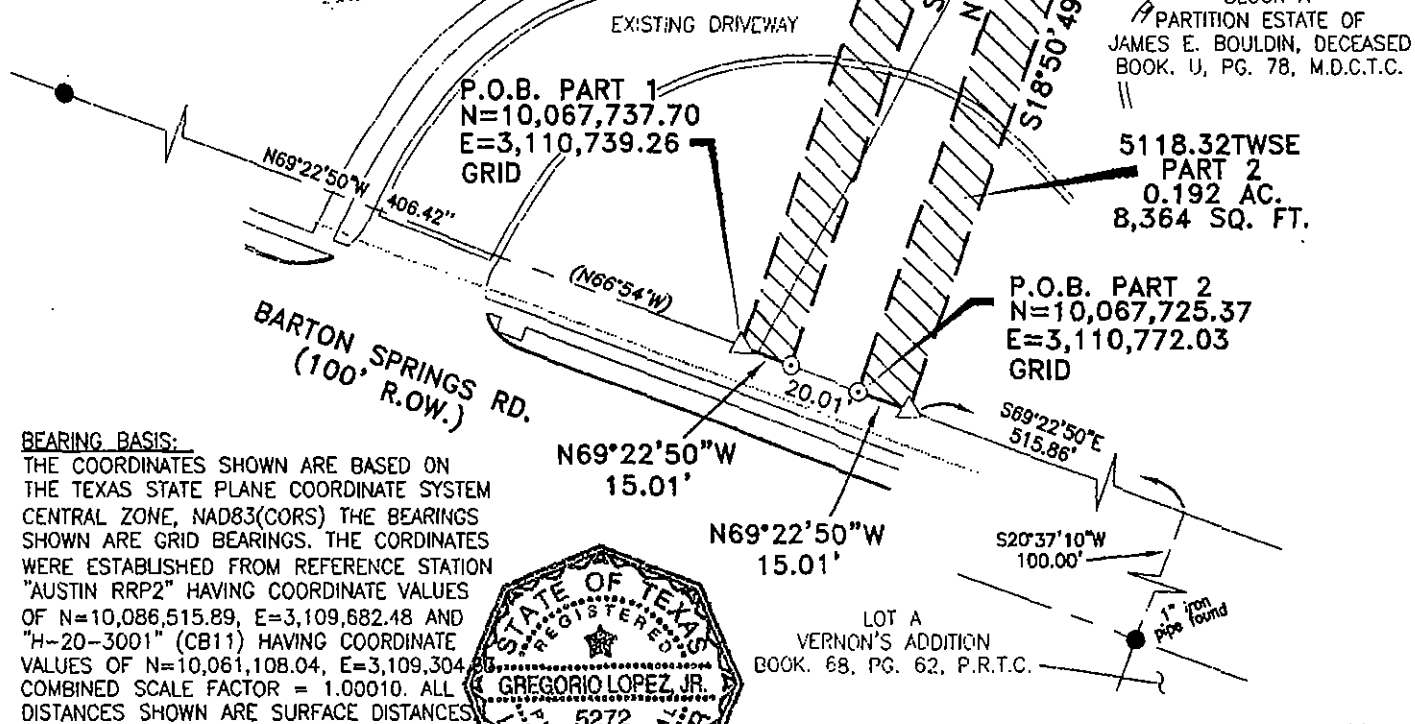 EXISTING DRIVEWAY
PARTITION ESTATE OF
JAMES E. BOULDIN, DECEASED
BOOK. U, PG. 78, M.D.C.T.C.
S18°50'49
S
N
P.O.B. PART 1
N=10,067,737.70
E=3,110,739.26
GRID
5118.32TWSE
PART 2
0.192 AC.
8,364 SQ. FT.
N69°22'50"W
406.42"
(N66°54'W)
P.O.B. PART 2
N=10,067,725.37
E=3,110,772.03
GRID
BARTON SPRINGS RD.
(100' R.OW.)
20.01'
S69°22'50"E
515.86'
N69°22'50"W
15.01'
N69°22'50"W
15.01'
S20°37'10"W
100.00'
1" iron
pipe found
LOT A
VERNON'S ADDITION
BOOK. 68, PG. 62, P.R.T.C.
BEARING BASIS:
THE COORDINATES SHOWN ARE BASED ON
THE TEXAS STATE PLANE COORDINATE SYSTEM
CENTRAL ZONE, NAD83(CORS) THE BEARINGS
SHOWN ARE GRID BEARINGS. THE CORDINATES
WERE ESTABLISHED FROM REFERENCE STATION
"AUSTIN RRP2" HAVING COORDINATE VALUES
OF N=10,086,515.89, E=3,109,682.48 AND
"H-20-3001" (CB11) HAVING COORDINATE
VALUES OF N=10,061,108.04, E=3,109,304.
COMBINED SCALE FACTOR = 1.00010. ALL
DISTANCES SHOWN ARE SURFACE DISTANCES
STATE OF TEXAS
REGISTERED
GREGORIO LOPEZ, JR.
5272